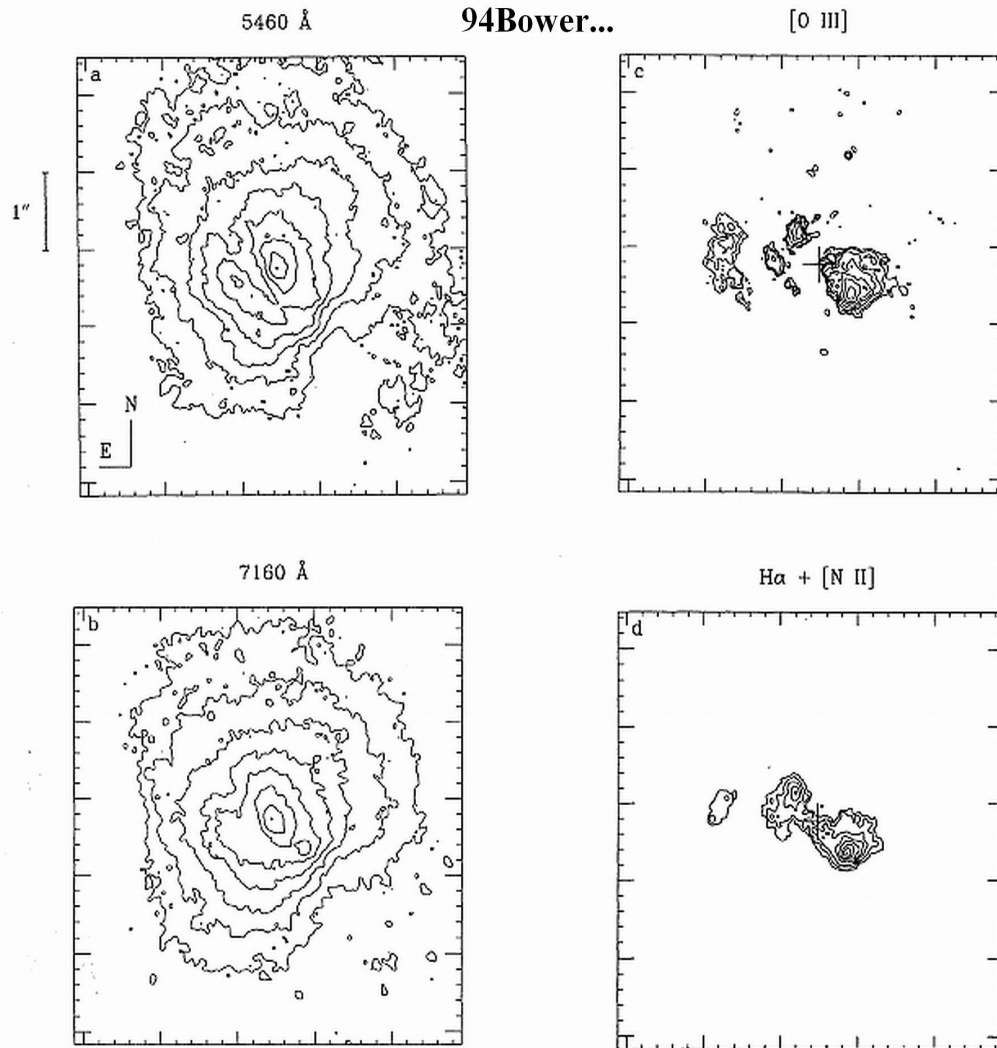 94Bower...
5460 Å
[O III]
a
c
1″
N
E
7160 Å
Hα + [N II]
b
d